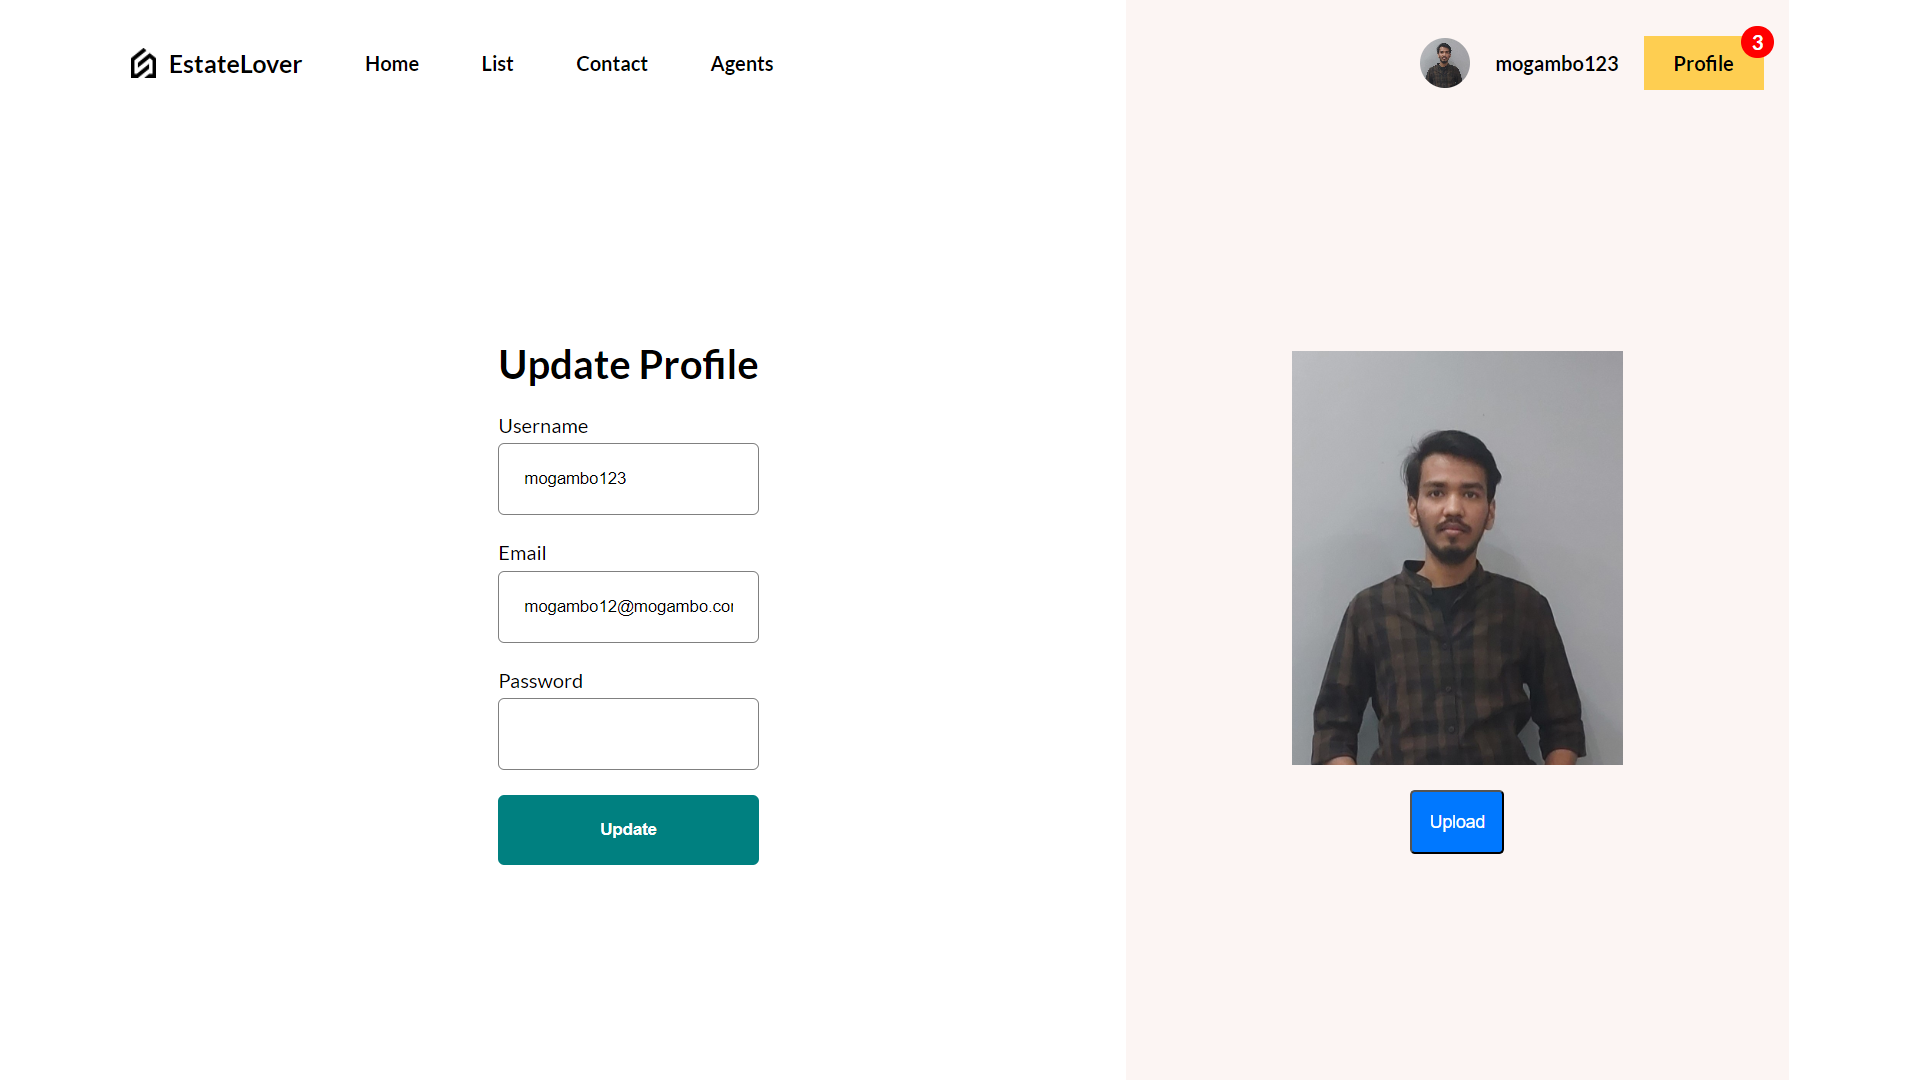 EstateLover
Home
List
Contact
Agents
mogambo123
Profile
3
Update Profile
Username
mogambo123
Email
mogambo12@mogambo.co
Password
Update
Upload